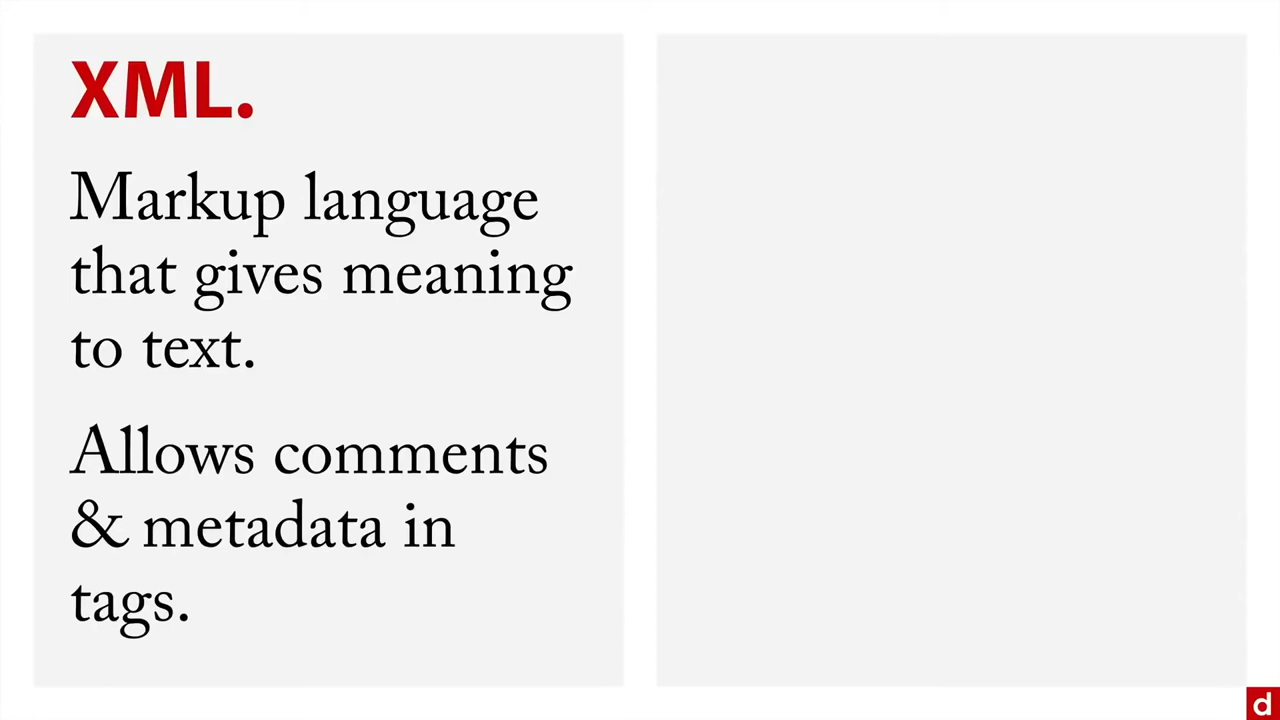 XML.
Markup language
that gives meaning
to text.
Allows comments
& metadata in
tags.
d